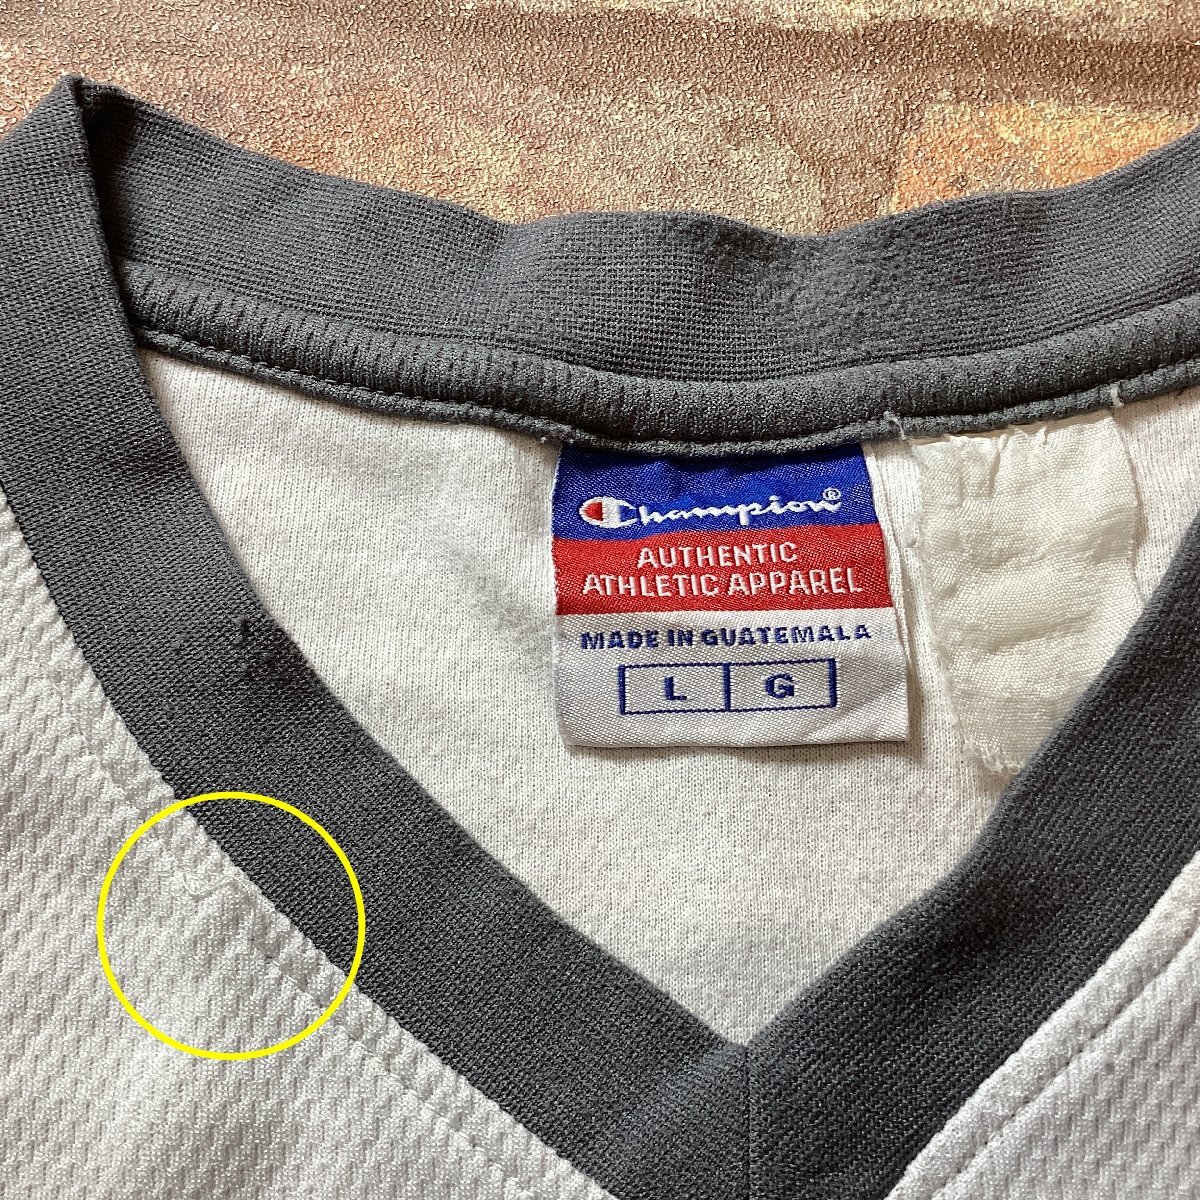 Champion®
AUTHENTIC
ATHLETIC APPAREL
MADE IN GUATEMALA
L G